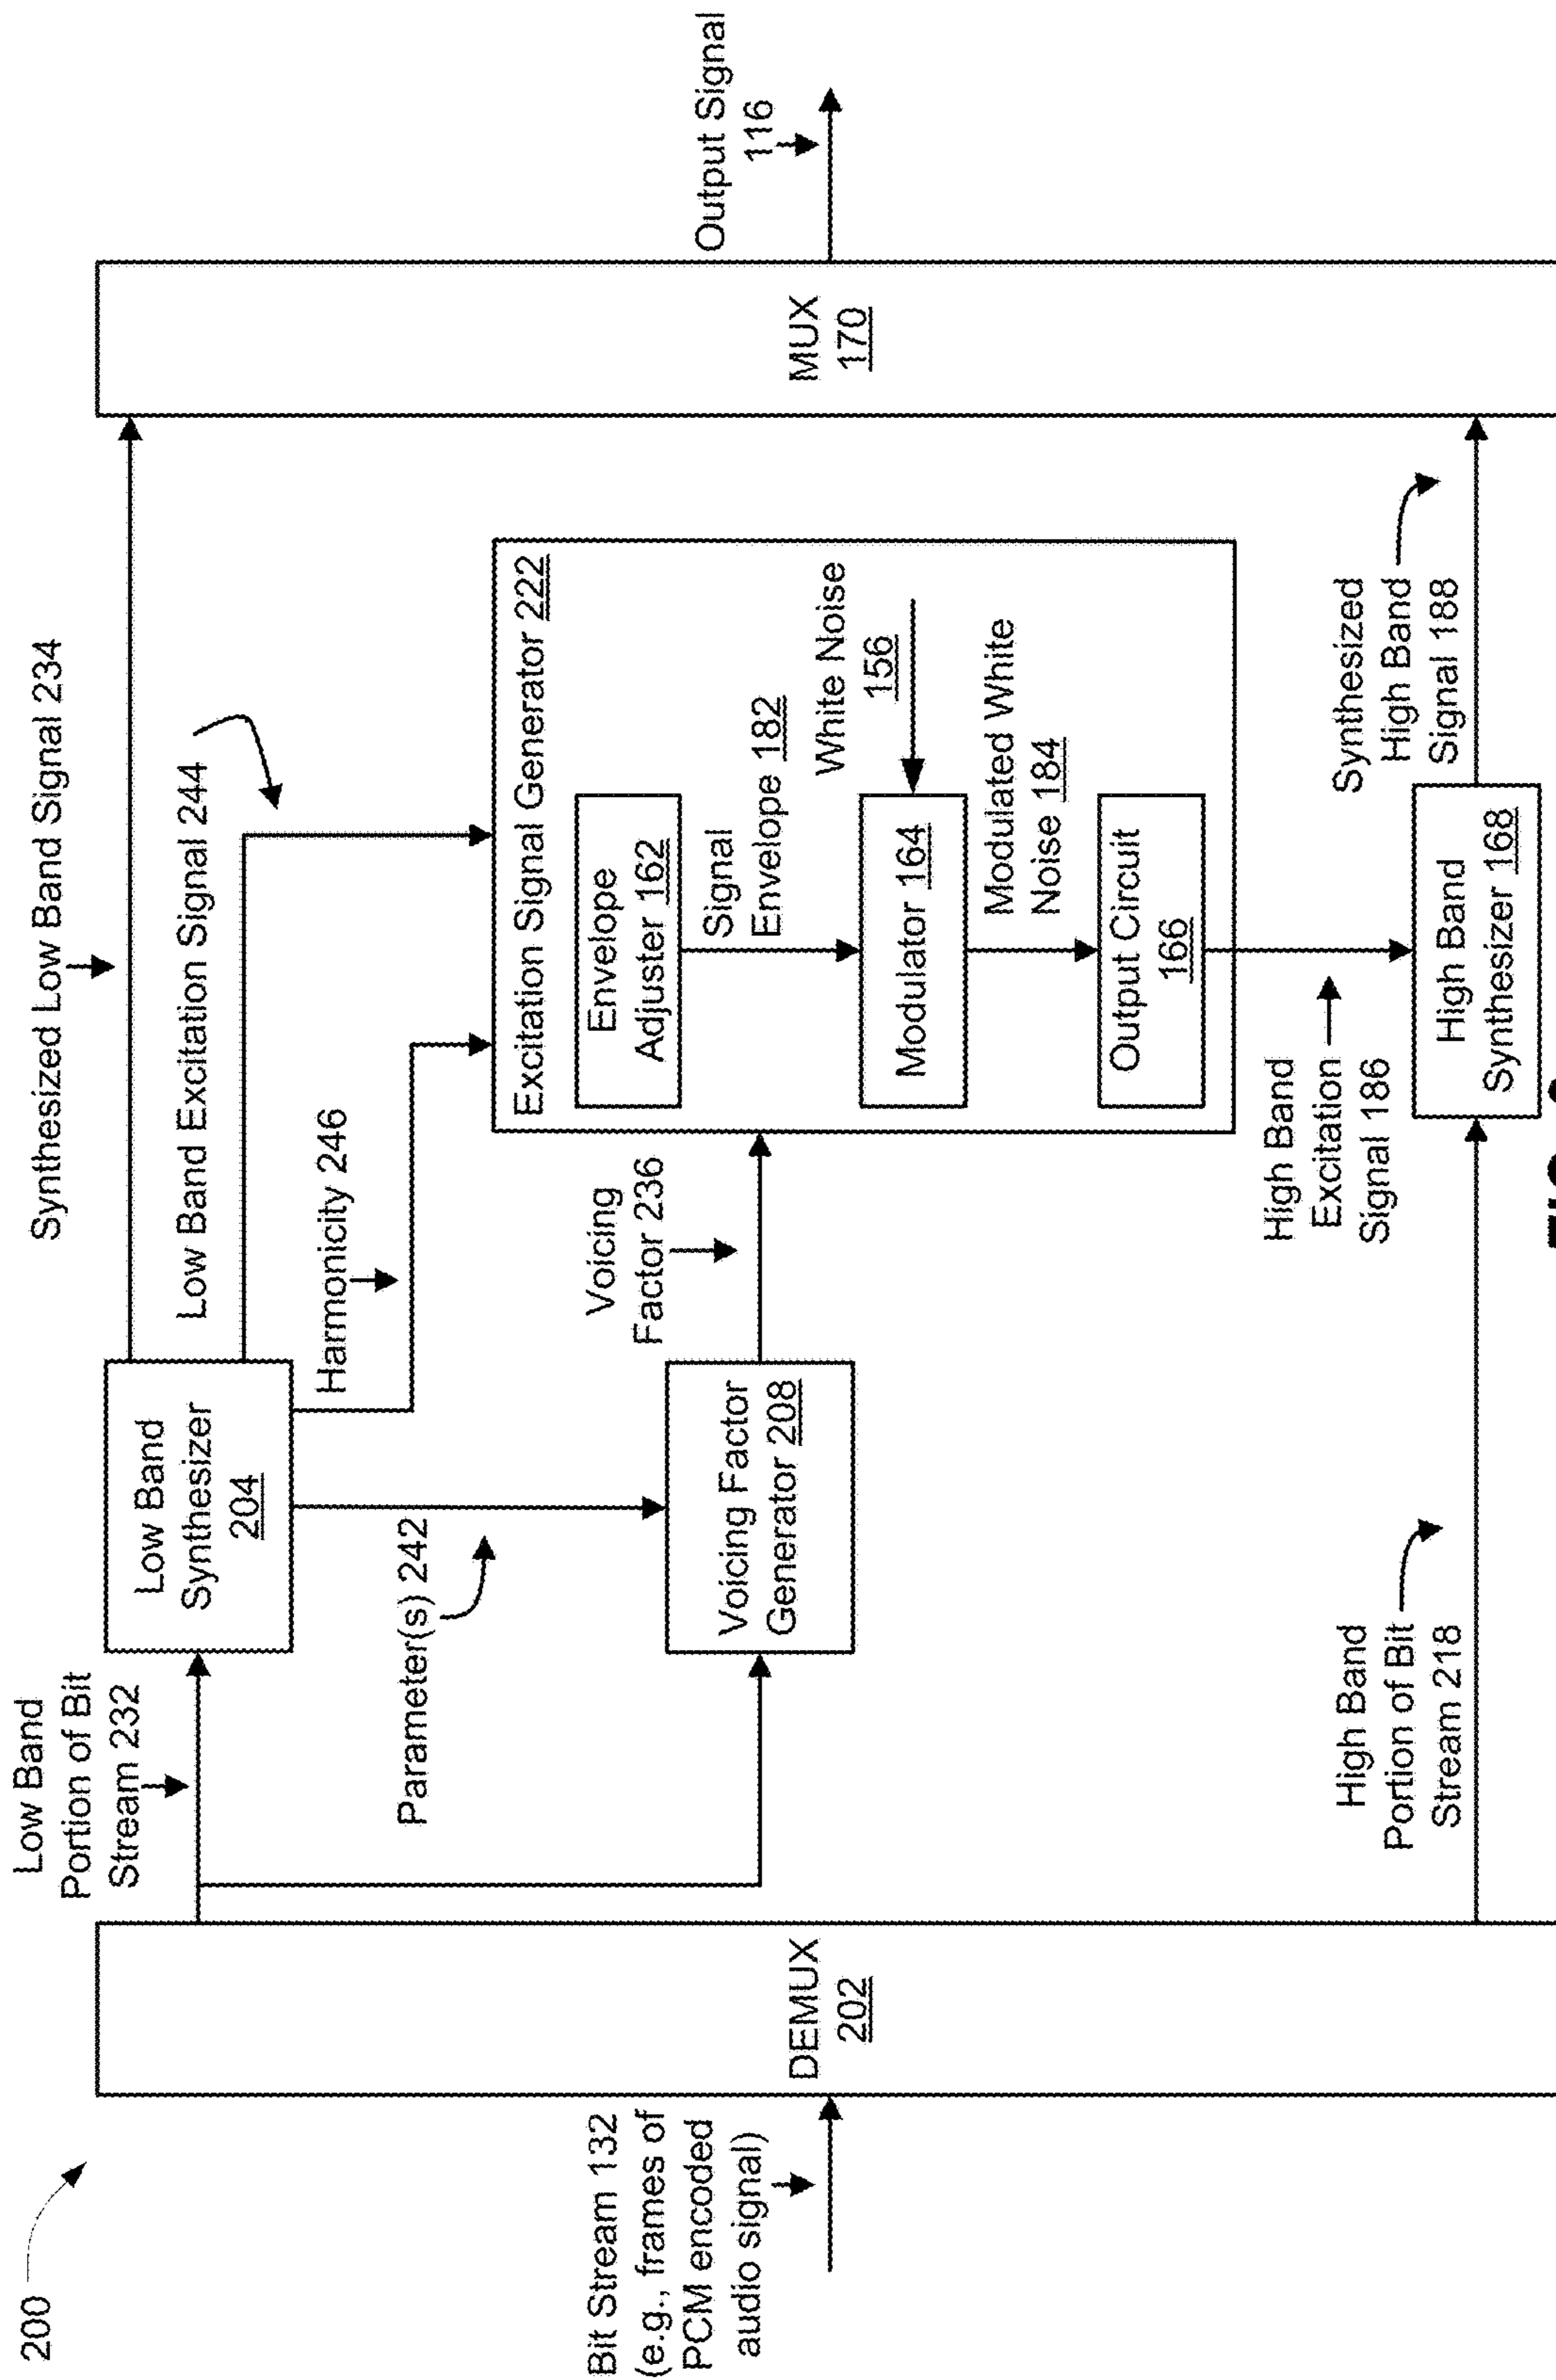 200
Bit Stream 132
(e.g., frames of
PCM encoded
audio signal)
DEMUX
202
Low Band
Portion of Bit
Stream 232
Low Band
Synthesizer
204
Synthesized Low Band Signal 234
Low Band Excitation Signal 244
Harmonicity 246
Parameter(s) 242
Voicing Factor
Generator 208
Voicing
Factor 236
Excitation Signal Generator 222
Envelope
Adjuster 162
Signal
Envelope 182
White Noise
156
Modulator 164
Modulated White
Noise 184
Output Circuit
166
High Band
Excitation
Signal 186
High Band
Portion of Bit
Stream 218
High Band
Synthesizer 168
Synthesized
High Band
Signal 188
MUX
170
Output Signal
116